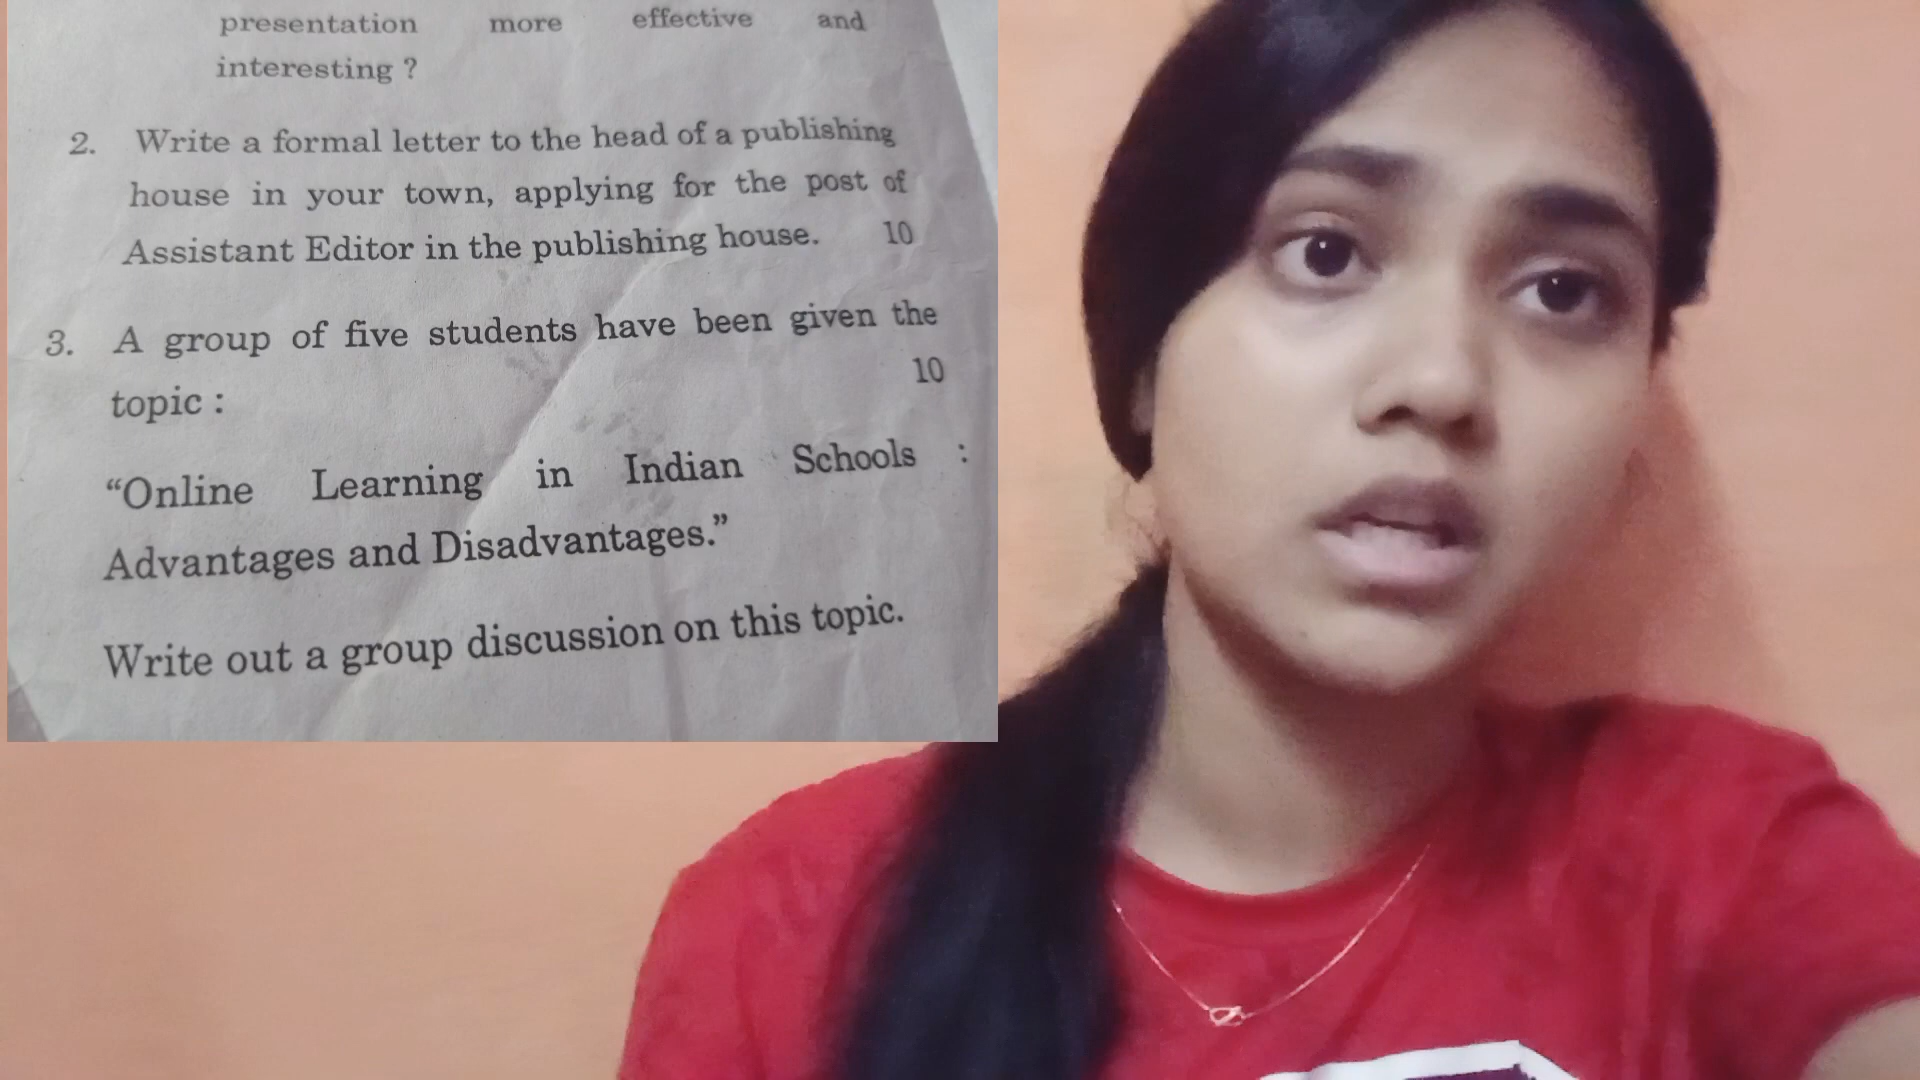 presentation more effective and
interesting ?
2. Write a formal letter to the head of a publishing
house in your town, applying for the post of
Assistant Editor in the publishing house. 10
3. A group of five students have been given the
topic : 10
“Online Learning in Indian Schools :
Advantages and Disadvantages.”
Write out a group discussion on this topic.